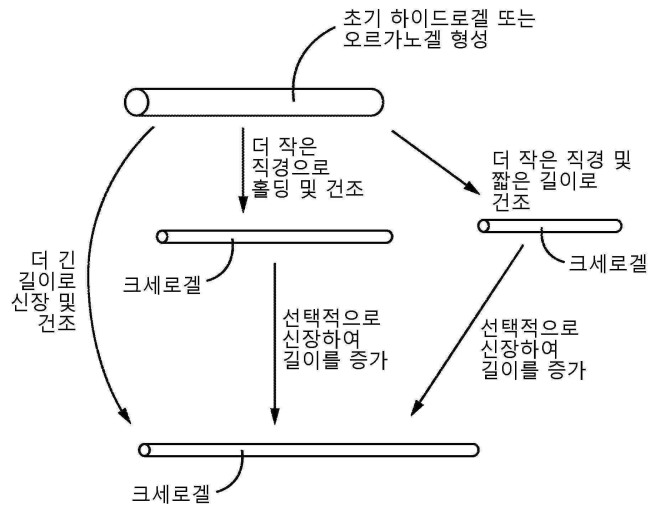 초기 하이드로겔 또는
오르가노겔 형성
더 작은
직경으로
홀딩 및 건조
더 작은 직경 및
짧은 길이로
건조
더 긴
길이로
신장 및
건조
크세로겔
크세로겔
선택적으로
신장하여
길이를 증가
선택적으로
신장하여
길이를 증가
크세로겔